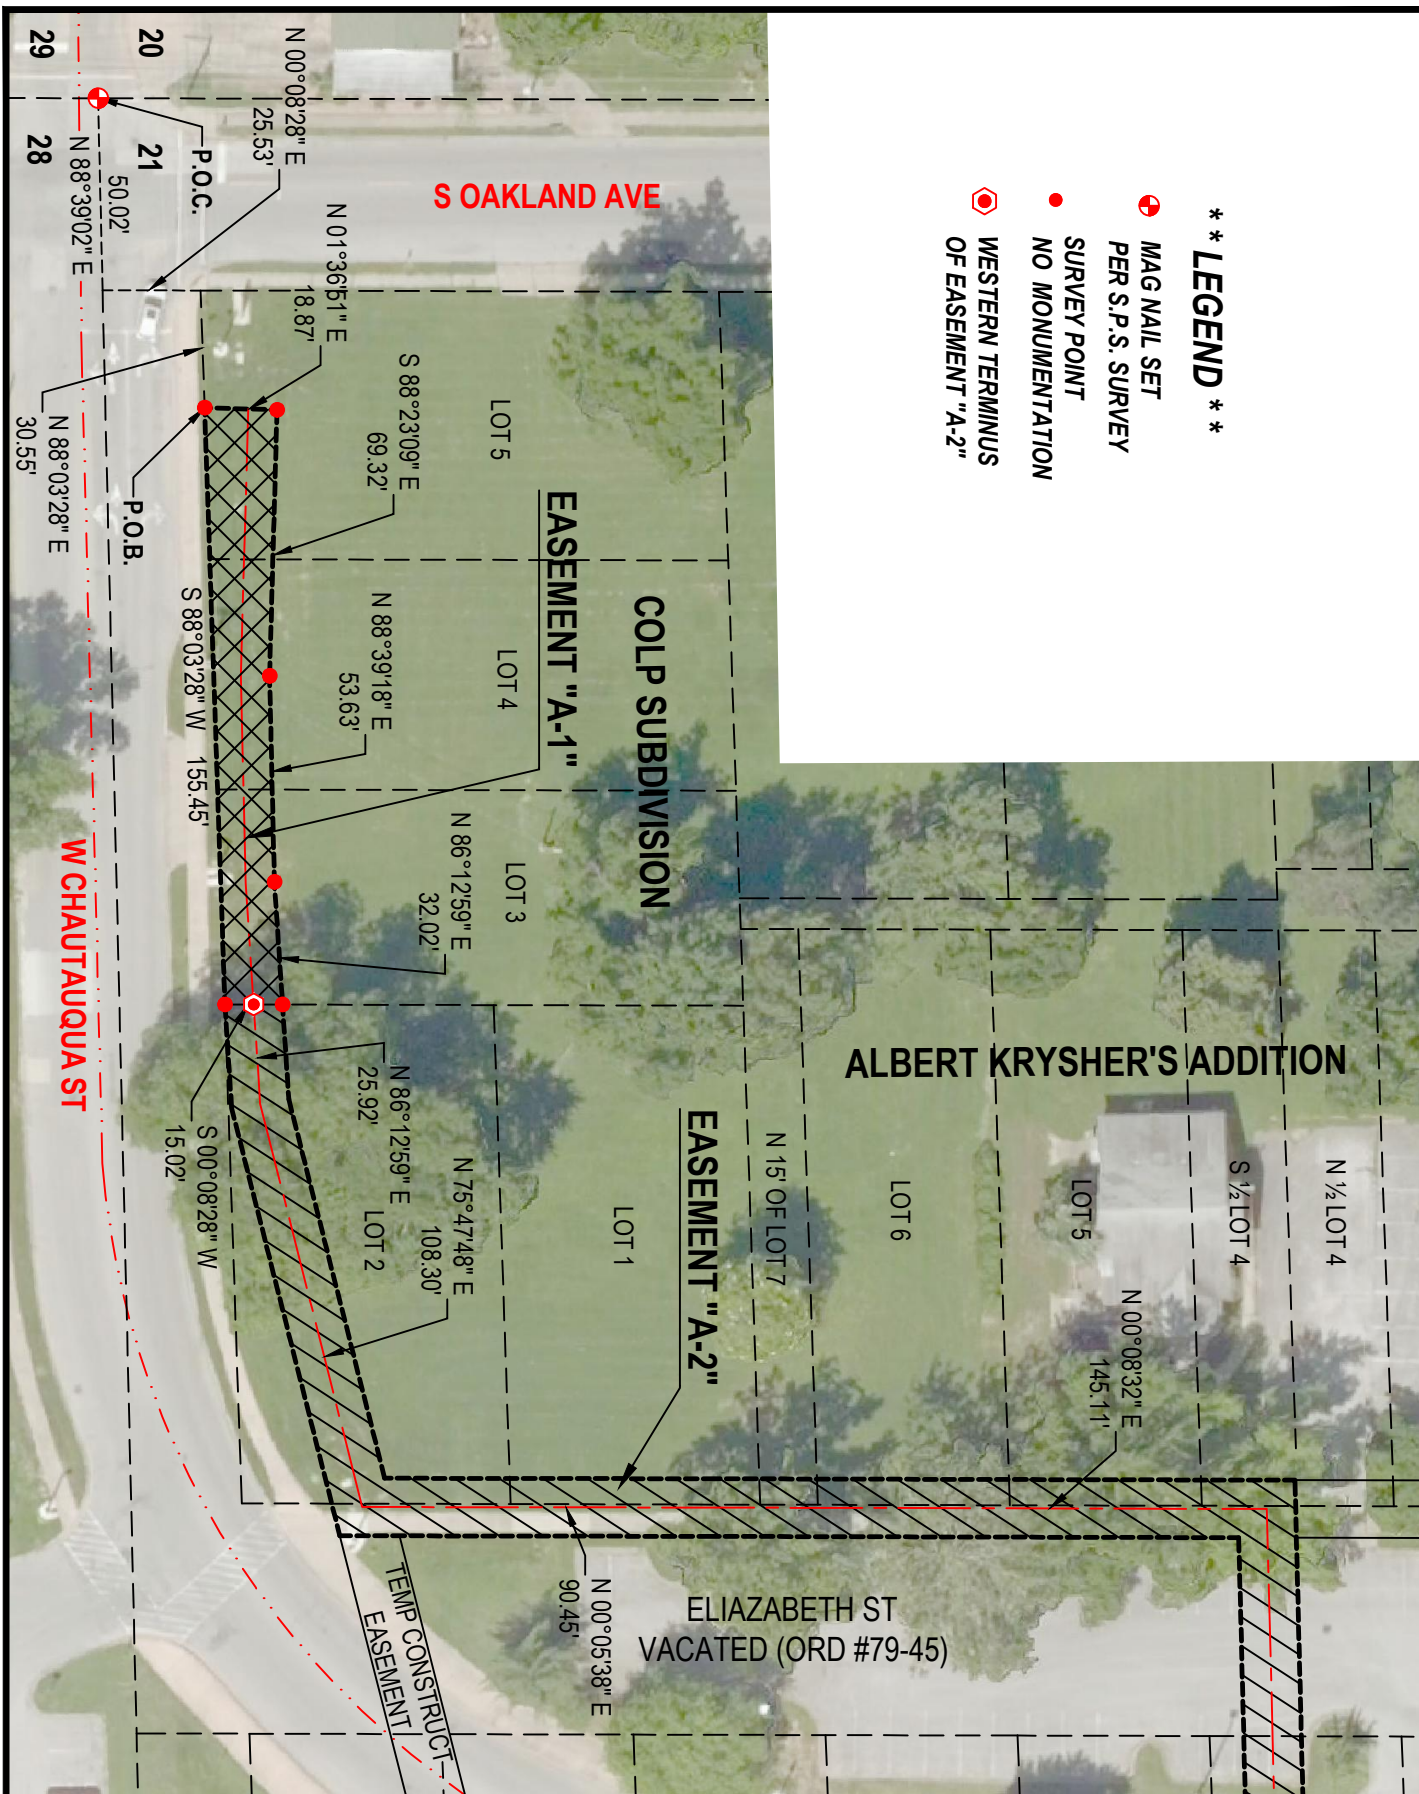 * * LEGEND * *
MAG NAIL SET
PER S.P.S. SURVEY
SURVEY POINT
NO MONUMENTATION
WESTERN TERMINUS
OF EASEMENT "A-2"
20
29
21
28
P.O.C.
N 00°08'28" E
25.53'
50.02'
N 88°39'02" E
S OAKLAND AVE
N 01°36'51" E
18.87'
N 88°03'28" E
30.55'
P.O.B.
S 88°23'09" E
69.32'
LOT 5
EASEMENT "A-1"
COLP SUBDIVISION
N 88°39'18" E
53.63'
LOT 4
S 88°03'28" W 155.45'
N 86°12'59" E
32.02'
LOT 3
W CHAUTAUQUA ST
ALBERT KRYSHER'S ADDITION
N 86°12'59" E
25.92'
S 00°08'28" W
15.02'
N 75°47'48" E
108.30'
LOT 2
LOT 1
EASEMENT "A-2"
N 15' OF LOT 7
LOT 6
LOT 5
S ½ LOT 4
N ½ LOT 4
N 00°08'32" E
145.11'
N 00°05'38" E
90.45'
ELIAZABETH ST
VACATED (ORD #79-45)
TEMP CONSTRUCT
EASEMENT